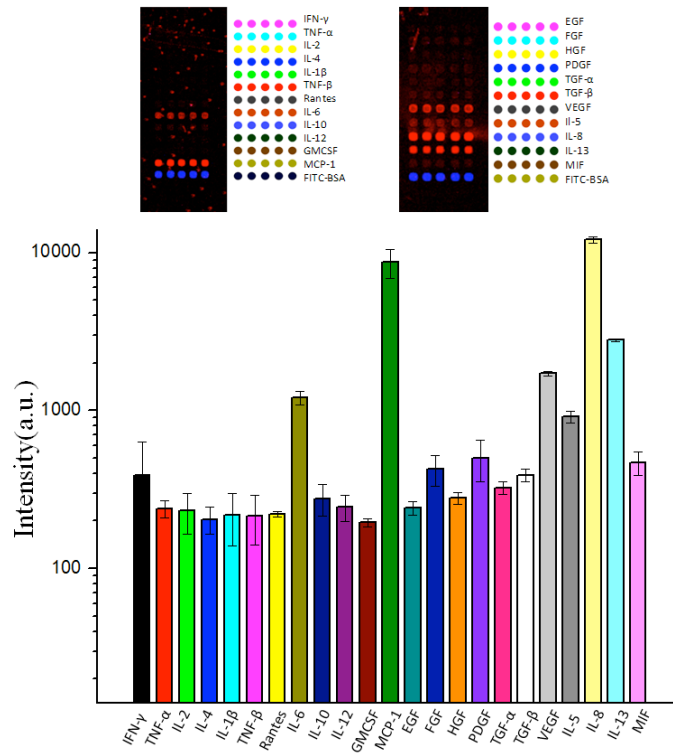 IFN-γ
TNF-α
IL-2
IL-4
IL-1β
TNF-β
Rantes
IL-6
IL-10
IL-12
GMCSF
MCP-1
FITC-BSA
EGF
FGF
HGF
PDGF
TGF-α
TGF-β
VEGF
Il-5
IL-8
IL-13
MIF
FITC-BSA
10000
1000
100
Intensity(a.u.)
IFN-γ
TNF-α
IL-2
IL-4
IL-1β
TNF-β
Rantes
IL-6
IL-10
IL-12
GMCSF
MCP-1
EGF
FGF
HGF
PDGF
TGF-α
TGF-β
VEGF
IL-5
IL-8
IL-13
MIF